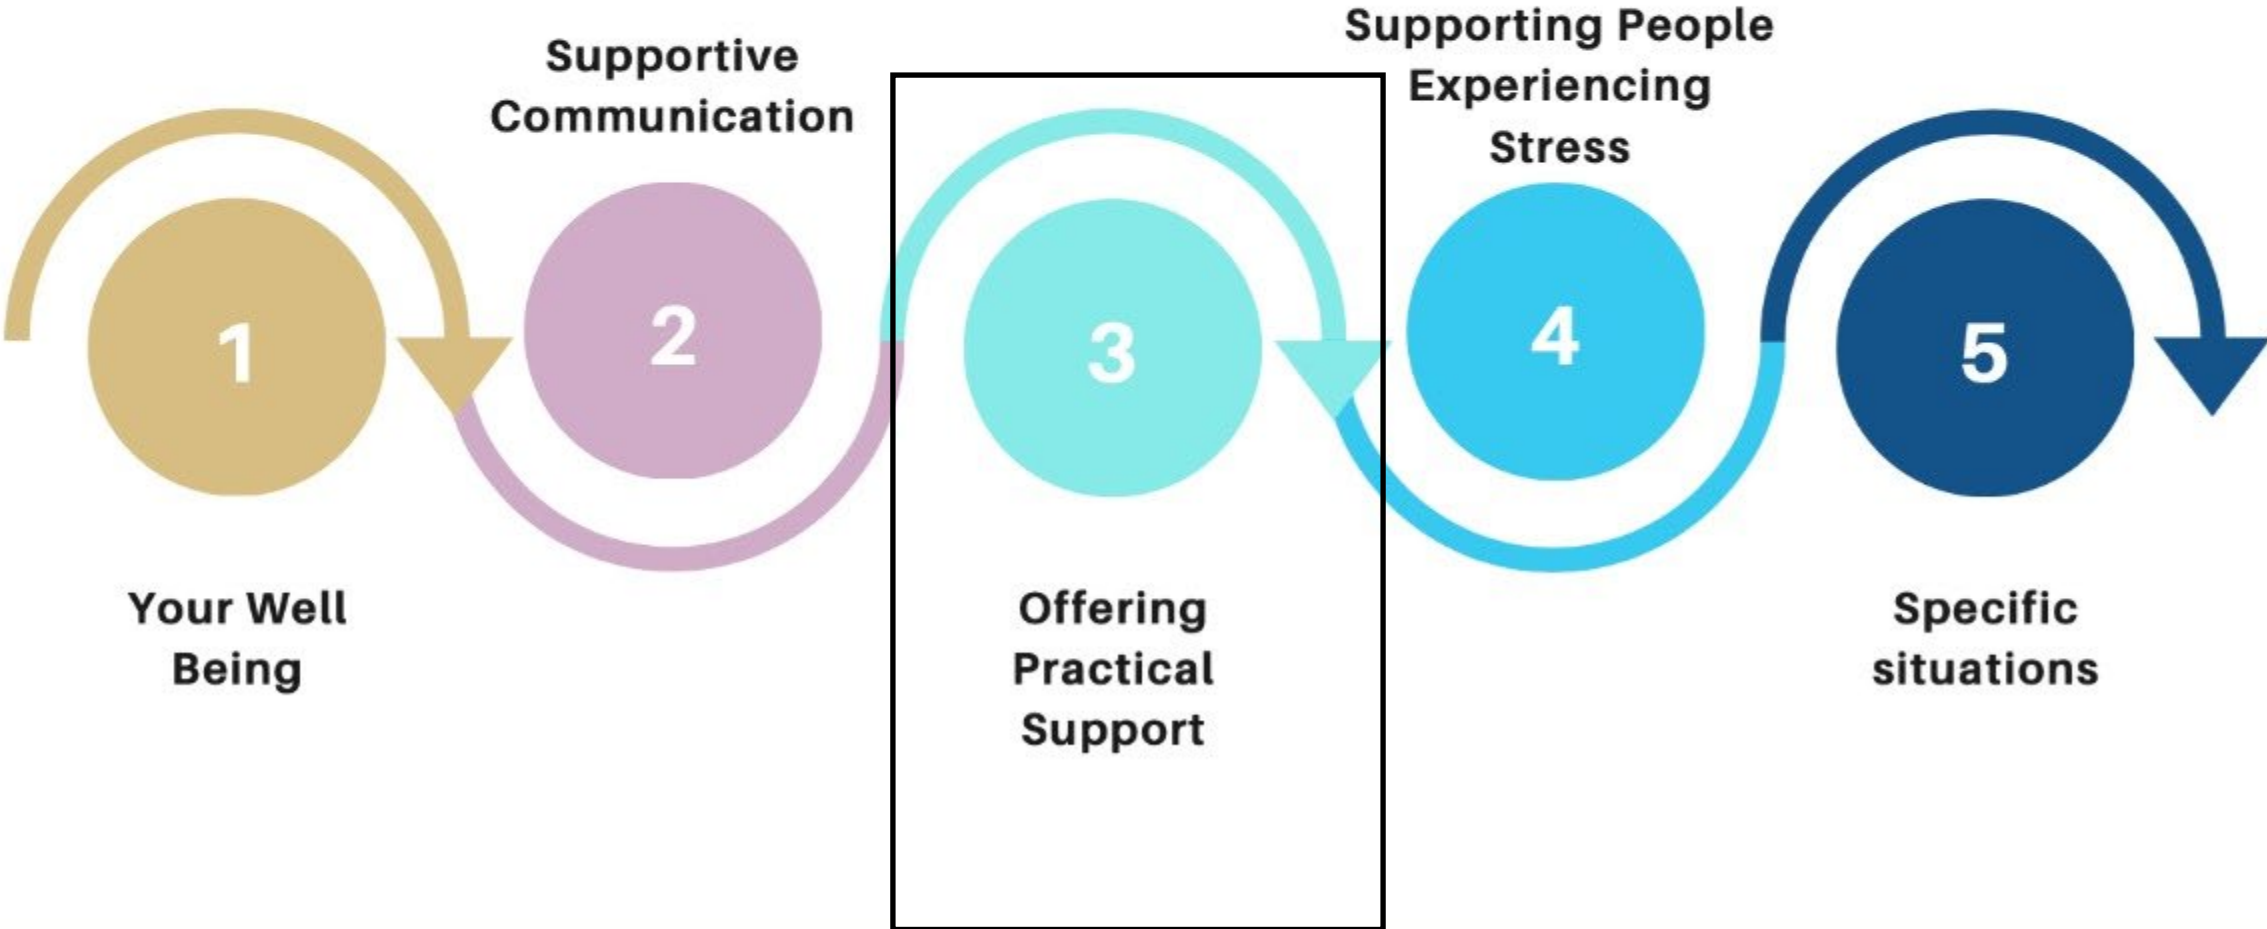 1
Your Well
Being
Supportive
Communication
2
3
Offering
Practical
Support
Supporting People
Experiencing
Stress
4
5
Specific
situations